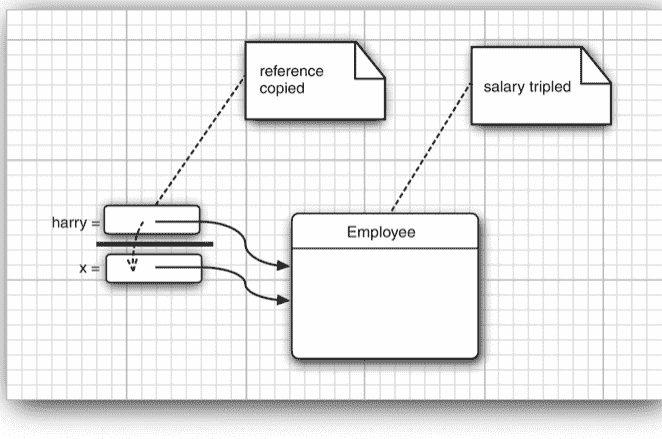 reference
copied
salary tripled
harry =
Employee
x =